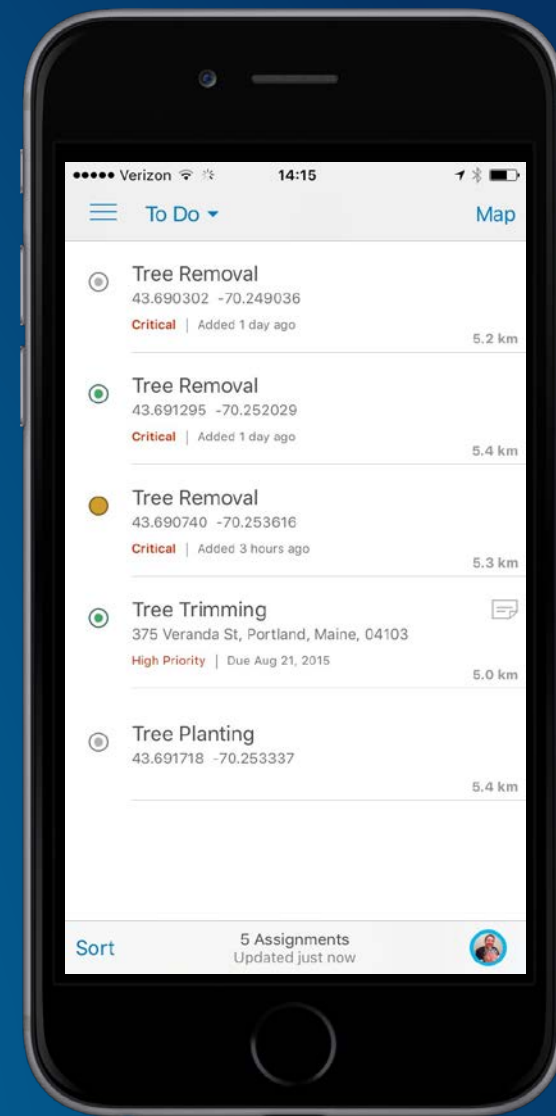 Verizon 14:15
To Do Map
Tree Removal
43.690302 -70.249036
Critical | Added 1 day ago
5.2 km
Tree Removal
43.691295 -70.252029
Critical | Added 1 day ago
5.4 km
Tree Removal
43.690740 -70.253616
Critical | Added 3 hours ago
5.3 km
Tree Trimming
375 Veranda St, Portland, Maine, 04103
High Priority | Due Aug 21, 2015
5.0 km
Tree Planting
43.691718 -70.253337
5.4 km
Sort 5 Assignments
Updated just now